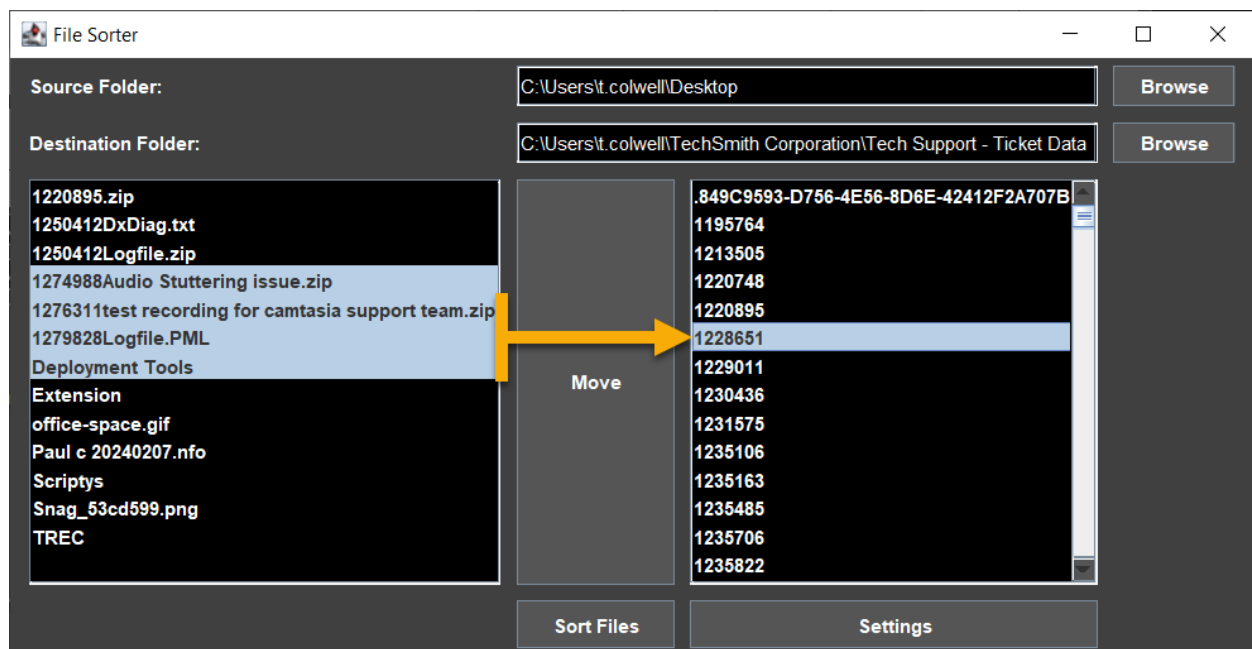 File Sorter
Source Folder:
C:\Users\t.colwell\Desktop
Browse
Destination Folder:
C:\Users\t.colwell\TechSmith Corporation\Tech Support - Ticket Data
Browse
1220895.zip
1250412DxDiag.txt
1250412Logfile.zip
1274988Audio Stuttering issue.zip
1276311test recording for camtasia support team.zip
1279828Logfile.PML
Deployment Tools
Extension
office-space.gif
Paul c 20240207.nfo
Scriptys
Snag_53cd599.png
TREC
Move
.849C9593-D756-4E56-8D6E-42412F2A707B
1195764
1213505
1220748
1220895
1228651
1229011
1230436
1231575
1235106
1235163
1235485
1235706
1235822
Sort Files
Settings